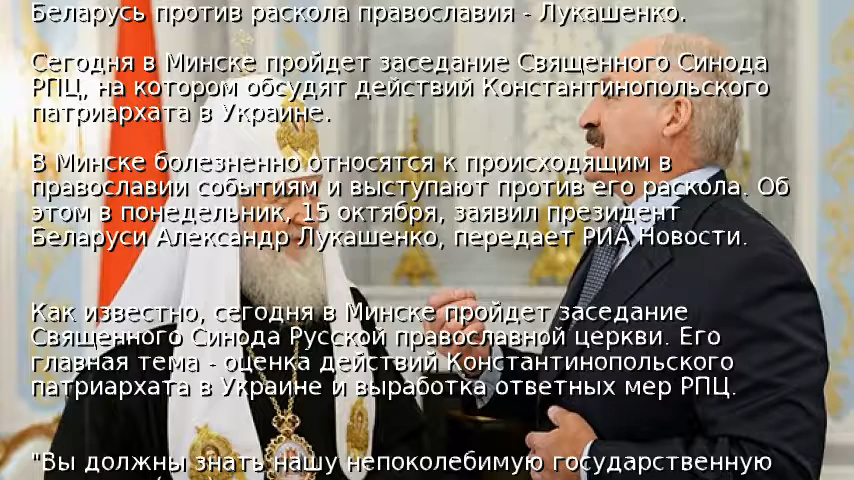 Беларусь против раскола православия - Лукашенко.
Сегодня в Минске пройдет заседание Священного Синода
РПЦ, на котором обсудят действий Константинопольского
патриархата в Украине.
В Минске болезненно относятся к происходящим в
православии событиям и выступают против его раскола. Об
этом в понедельник, 15 октября, заявил президент
Беларуси Александр Лукашенко, передает РИА Новости.
Как известно, сегодня в Минске пройдет заседание
Священного Синода Русской православной церкви. Его
главная тема - оценка действий Константинопольского
патриархата в Украине и выработка ответных мер РПЦ.
"Вы должны знать нашу непоколебимую государственную